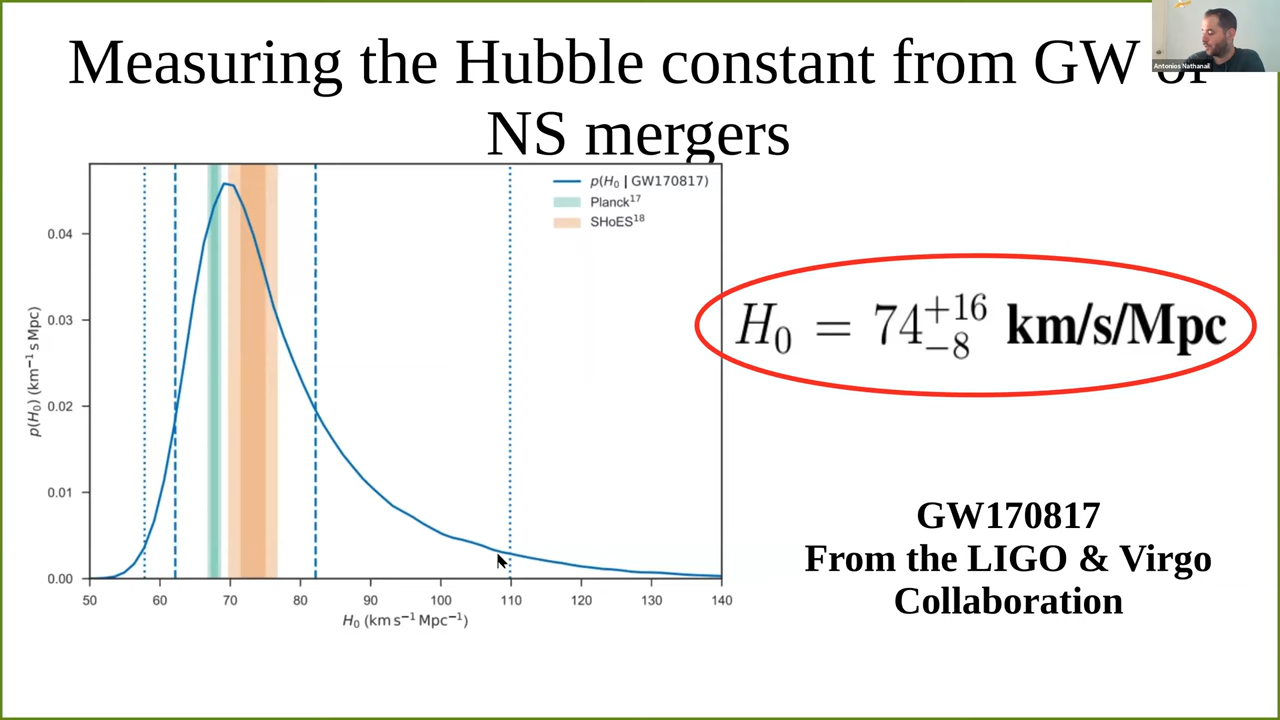 Measuring the Hubble constant from GW of
NS mergers
Antonios Nathanail
p(H₀ | GW170817)
Planck¹⁷
SHoES¹⁸
p(H₀) (km⁻¹ s Mpc)
0.04
0.03
0.02
0.01
0.00
50 60 70 80 90 100 110 120 130 140
H₀ (km s⁻¹ Mpc⁻¹)
H₀ = 74⁺¹⁶₋₈ km/s/Mpc
GW170817
From the LIGO & Virgo
Collaboration